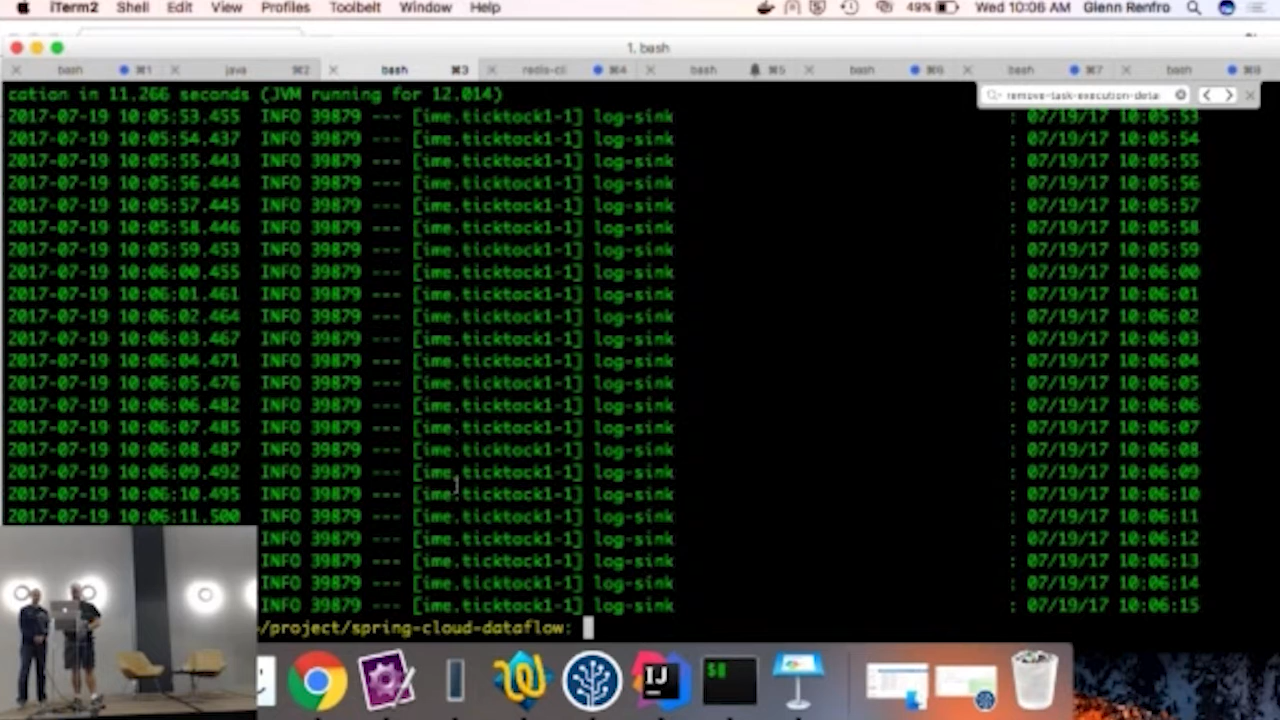 iTerm2 Shell Edit View Profiles Toolbelt Window Help 49% Wed 10:06 AM Glenn Renfro
1. bash
bash ⌘1 java ⌘2 bash ⌘3 redis-cli ⌘4 bash ⌘5 bash ⌘6 bash ⌘7 bash ⌘8
remove-task-execution-data
cation in 11.266 seconds (JVM running for 12.014)
2017-07-19 10:05:53.455 INFO 39879 --- [ime.ticktock1-1] log-sink : 07/19/17 10:05:53
2017-07-19 10:05:54.437 INFO 39879 --- [ime.ticktock1-1] log-sink : 07/19/17 10:05:54
2017-07-19 10:05:55.443 INFO 39879 --- [ime.ticktock1-1] log-sink : 07/19/17 10:05:55
2017-07-19 10:05:56.444 INFO 39879 --- [ime.ticktock1-1] log-sink : 07/19/17 10:05:56
2017-07-19 10:05:57.445 INFO 39879 --- [ime.ticktock1-1] log-sink : 07/19/17 10:05:57
2017-07-19 10:05:58.446 INFO 39879 --- [ime.ticktock1-1] log-sink : 07/19/17 10:05:58
2017-07-19 10:05:59.453 INFO 39879 --- [ime.ticktock1-1] log-sink : 07/19/17 10:05:59
2017-07-19 10:06:00.455 INFO 39879 --- [ime.ticktock1-1] log-sink : 07/19/17 10:06:00
2017-07-19 10:06:01.461 INFO 39879 --- [ime.ticktock1-1] log-sink : 07/19/17 10:06:01
2017-07-19 10:06:02.464 INFO 39879 --- [ime.ticktock1-1] log-sink : 07/19/17 10:06:02
2017-07-19 10:06:03.467 INFO 39879 --- [ime.ticktock1-1] log-sink : 07/19/17 10:06:03
2017-07-19 10:06:04.471 INFO 39879 --- [ime.ticktock1-1] log-sink : 07/19/17 10:06:04
2017-07-19 10:06:05.476 INFO 39879 --- [ime.ticktock1-1] log-sink : 07/19/17 10:06:05
2017-07-19 10:06:06.482 INFO 39879 --- [ime.ticktock1-1] log-sink : 07/19/17 10:06:06
2017-07-19 10:06:07.485 INFO 39879 --- [ime.ticktock1-1] log-sink : 07/19/17 10:06:07
2017-07-19 10:06:08.487 INFO 39879 --- [ime.ticktock1-1] log-sink : 07/19/17 10:06:08
2017-07-19 10:06:09.492 INFO 39879 --- [ime.ticktock1-1] log-sink : 07/19/17 10:06:09
2017-07-19 10:06:10.495 INFO 39879 --- [ime.ticktock1-1] log-sink : 07/19/17 10:06:10
2017-07-19 10:06:11.500 INFO 39879 --- [ime.ticktock1-1] log-sink : 07/19/17 10:06:11
INFO 39879 --- [ime.ticktock1-1] log-sink : 07/19/17 10:06:12
INFO 39879 --- [ime.ticktock1-1] log-sink : 07/19/17 10:06:13
INFO 39879 --- [ime.ticktock1-1] log-sink : 07/19/17 10:06:14
INFO 39879 --- [ime.ticktock1-1] log-sink : 07/19/17 10:06:15
/project/spring-cloud-dataflow:
IJ